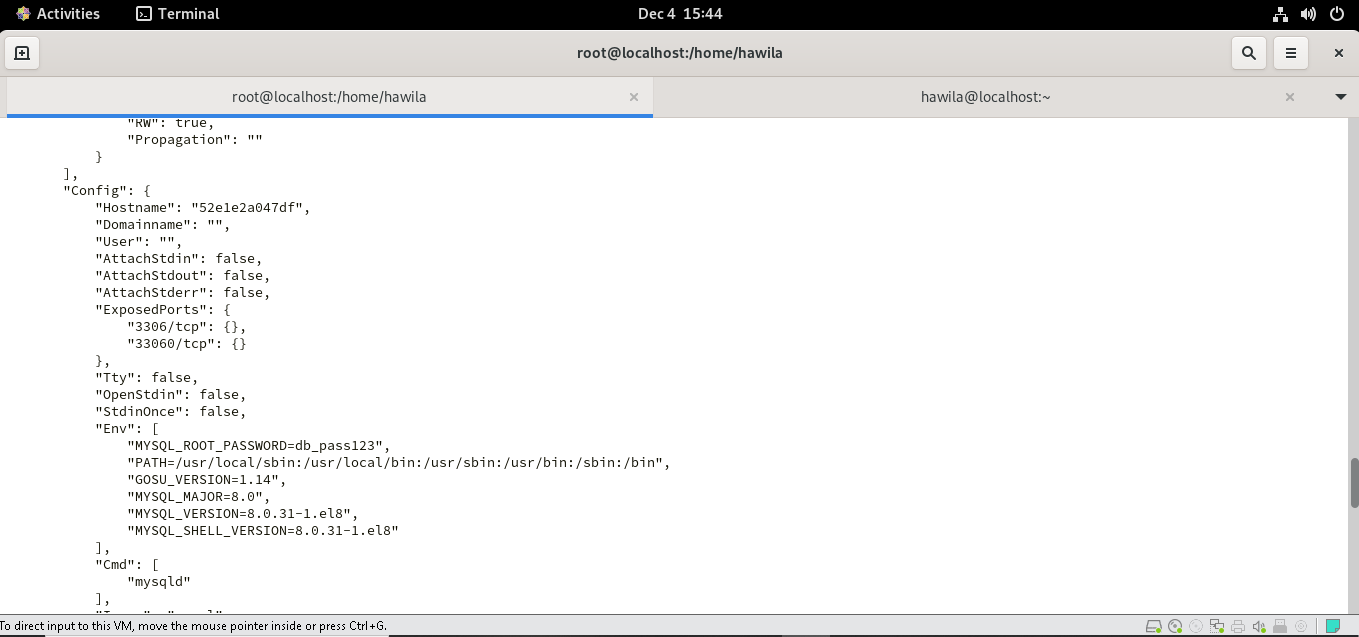 Activities
Terminal
Dec 4 15:44
root@localhost:/home/hawila
root@localhost:/home/hawila
hawila@localhost:~
"RW": true,
"Propagation": ""
}
],
"Config": {
"Hostname": "52e1e2a047df",
"Domainname": "",
"User": "",
"AttachStdin": false,
"AttachStdout": false,
"AttachStderr": false,
"ExposedPorts": {
"3306/tcp": {},
"33060/tcp": {}
},
"Tty": false,
"OpenStdin": false,
"StdinOnce": false,
"Env": [
"MYSQL_ROOT_PASSWORD=db_pass123",
"PATH=/usr/local/sbin:/usr/local/bin:/usr/sbin:/usr/bin:/sbin:/bin",
"GOSU_VERSION=1.14",
"MYSQL_MAJOR=8.0",
"MYSQL_VERSION=8.0.31-1.el8",
"MYSQL_SHELL_VERSION=8.0.31-1.el8"
],
"Cmd": [
"mysqld"
],
To direct input to this VM, move the mouse pointer inside or press Ctrl+G.